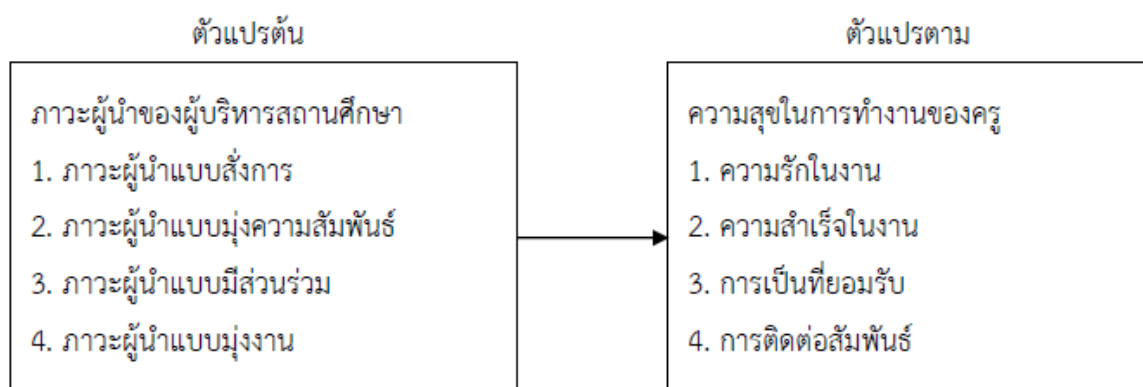 ตัวแปรต้น
ภาวะผู้นำของผู้บริหารสถานศึกษา
1. ภาวะผู้นำแบบสั่งการ
2. ภาวะผู้นำแบบมุ่งความสัมพันธ์
3. ภาวะผู้นำแบบมีส่วนร่วม
4. ภาวะผู้นำแบบมุ่งงาน
ตัวแปรตาม
ความสุขในการทำงานของครู
1. ความรักในงาน
2. ความสำเร็จในงาน
3. การเป็นที่ยอมรับ
4. การติดต่อสัมพันธ์